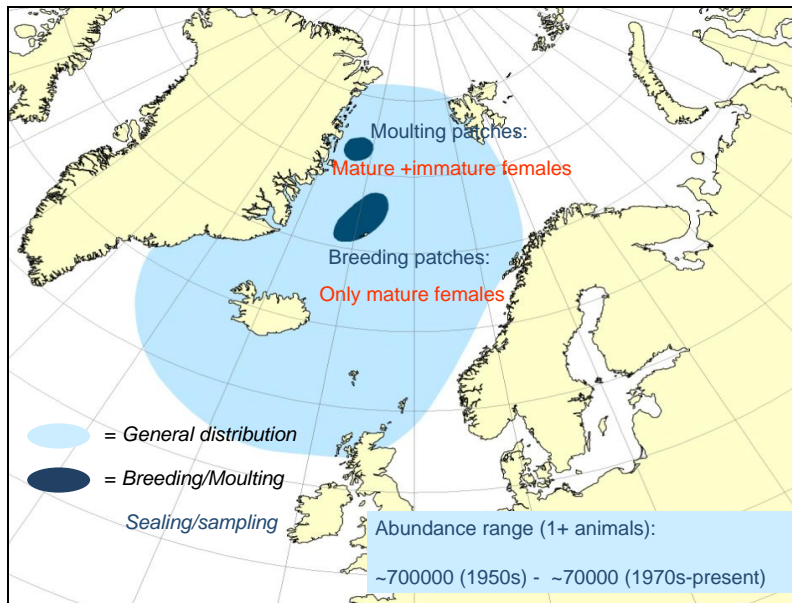 Moulting patches:
Mature +immature females
Breeding patches:
Only mature females
= General distribution
= Breeding/Moulting
Sealing/sampling
Abundance range (1+ animals):
~700000 (1950s) - ~70000 (1970s-present)